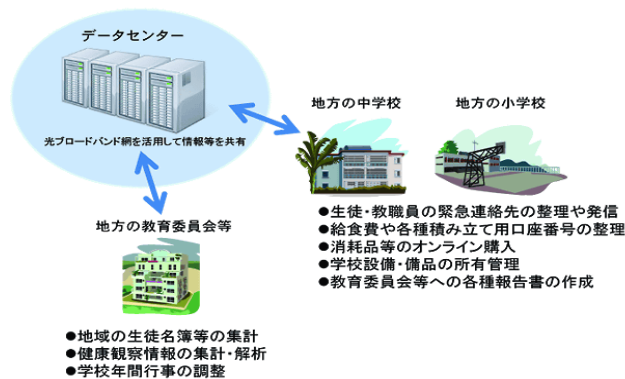 データセンター
光ブロードバンド網を活用して情報等を共有
地方の中学校
地方の小学校
●生徒・教職員の緊急連絡先の整理や発信
●給食費や各種積み立て用口座番号の整理
●消耗品等のオンライン購入
●学校設備・備品の所有管理
●教育委員会等への各種報告書の作成
地方の教育委員会等
●地域の生徒名簿等の集計
●健康観察情報の集計・解析
●学校年間行事の調整